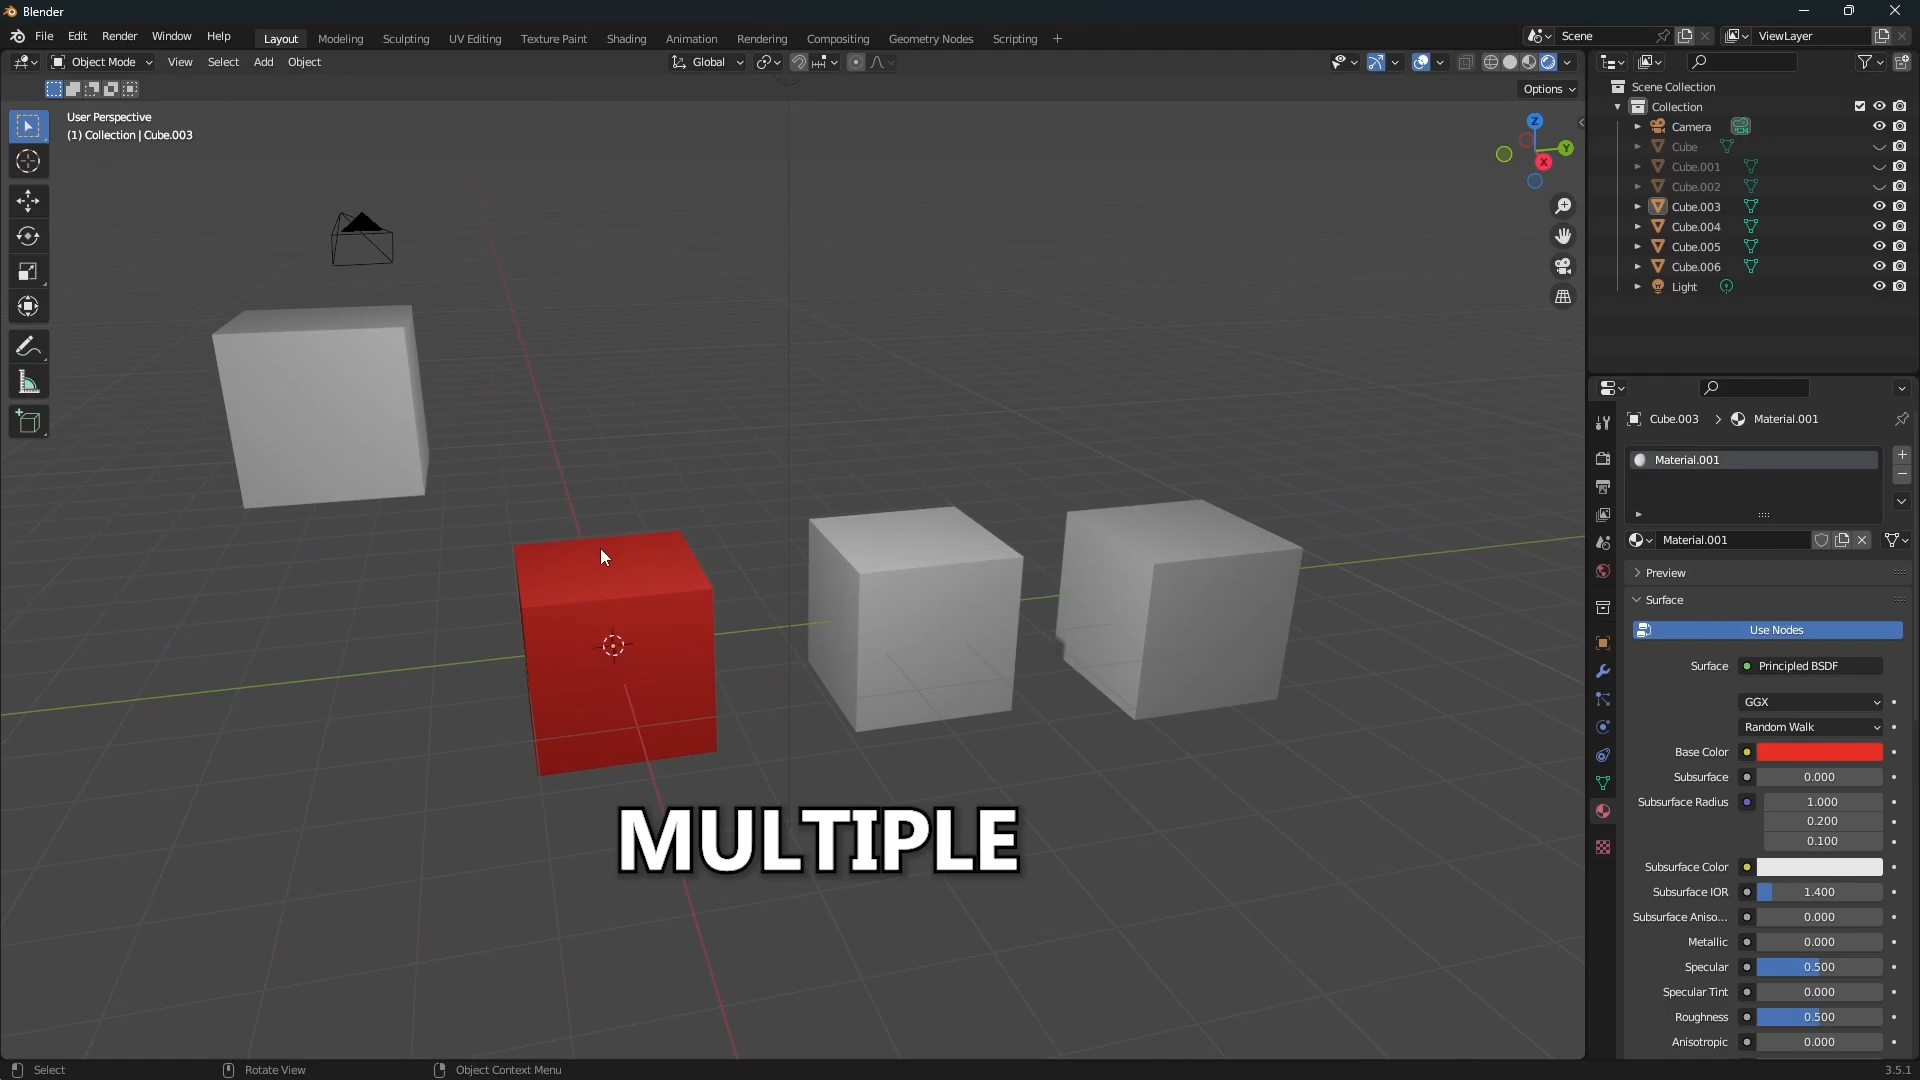 Blender
File Edit Render Window Help Layout Modeling Sculpting UV Editing Texture Paint Shading Animation Rendering Compositing Geometry Nodes Scripting + Scene ViewLayer
Object Mode View Select Add Object Global
Options
User Perspective
(1) Collection | Cube.003
Z
Y
X
Scene Collection
Collection
Camera
Cube
Cube.001
Cube.002
Cube.003
Cube.004
Cube.005
Cube.006
Light
Cube.003 > Material.001
Material.001
Material.001
Preview
Surface
Use Nodes
Surface Principled BSDF
GGX
Random Walk
Base Color
Subsurface 0.000
Subsurface Radius 1.000
0.200
0.100
Subsurface Color
Subsurface IOR 1.400
Subsurface Aniso... 0.000
Metallic 0.000
Specular 0.500
Specular Tint 0.000
Roughness 0.500
Anisotropic 0.000
MULTIPLE
Select Rotate View Object Context Menu 3.5.1